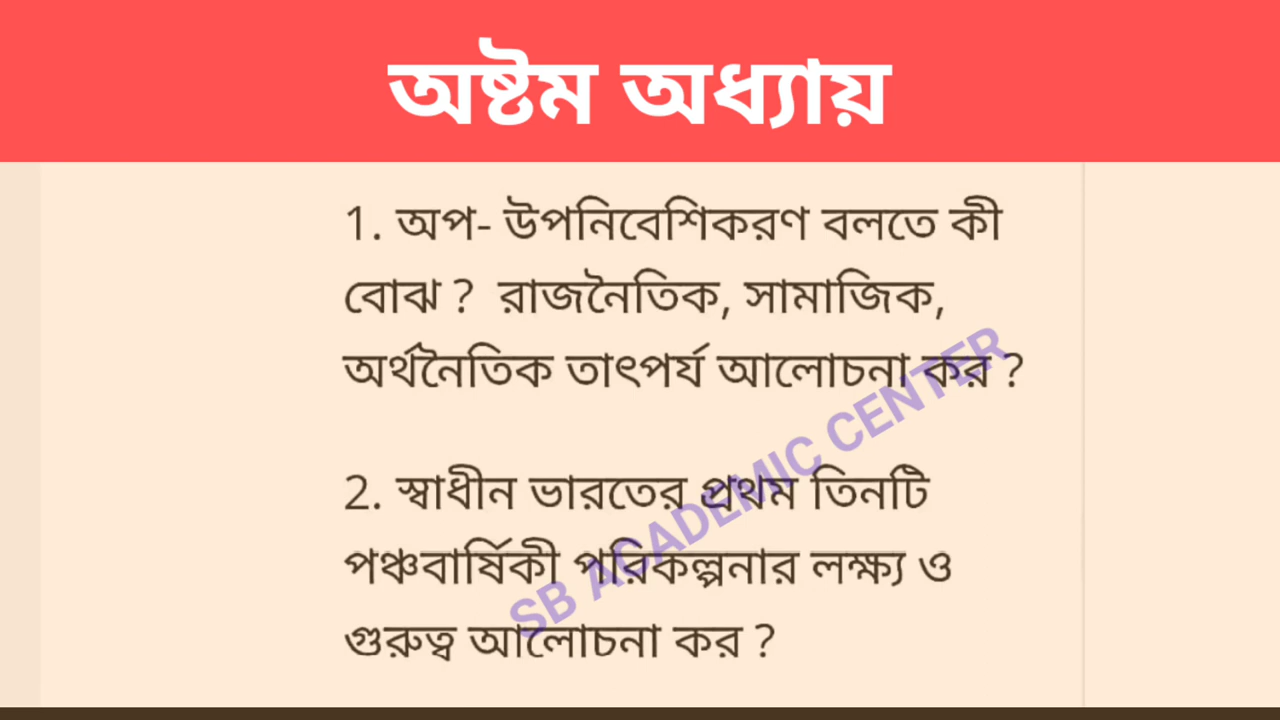 অষ্টম অধ্যায়
1. অপ- উপনিবেশিকরণ বলতে কী
বোঝ ? রাজনৈতিক, সামাজিক,
অর্থনৈতিক তাৎপর্য আলোচনা কর ?
2. স্বাধীন ভারতের প্রথম তিনটি
পঞ্চবার্ষিকী পরিকল্পনার লক্ষ্য ও
গুরুত্ব আলোচনা কর ?
SB ACADEMIC CENTER